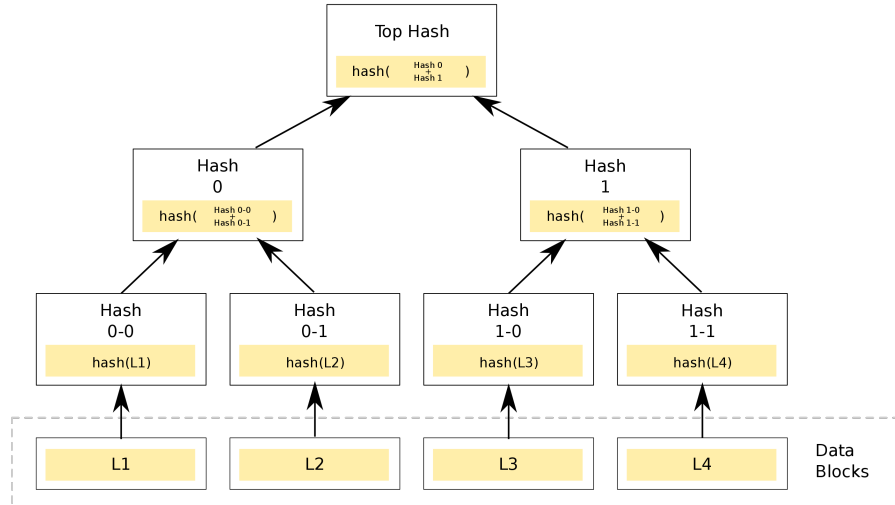 Top Hash
hash( Hash 0 + Hash 1 )
Hash
0
hash( Hash 0-0 + Hash 0-1 )
Hash
1
hash( Hash 1-0 + Hash 1-1 )
Hash
0-0
hash(L1)
Hash
0-1
hash(L2)
Hash
1-0
hash(L3)
Hash
1-1
hash(L4)
L1
L2
L3
L4
Data
Blocks